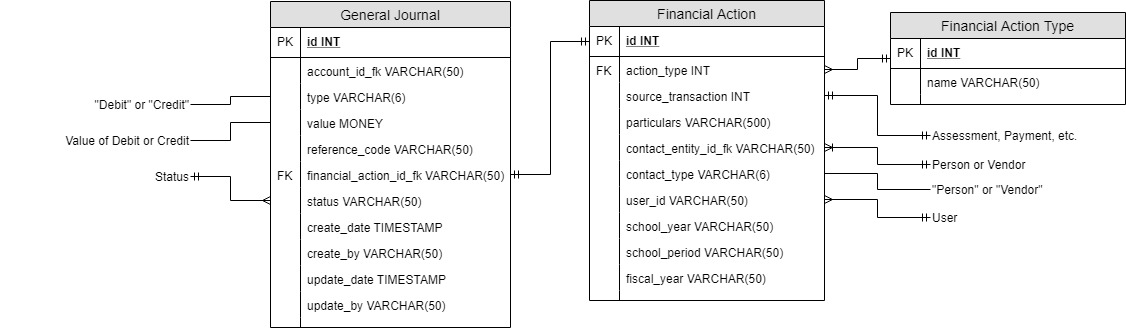 General Journal
PK id INT
account_id_fk VARCHAR(50)
type VARCHAR(6)
value MONEY
reference_code VARCHAR(50)
FK financial_action_id_fk VARCHAR(50)
status VARCHAR(50)
create_date TIMESTAMP
create_by VARCHAR(50)
update_date TIMESTAMP
update_by VARCHAR(50)
"Debit" or "Credit"
Value of Debit or Credit
Status
Financial Action
PK id INT
FK action_type INT
source_transaction INT
particulars VARCHAR(500)
contact_entity_id_fk VARCHAR(50)
contact_type VARCHAR(6)
user_id VARCHAR(50)
school_year VARCHAR(50)
school_period VARCHAR(50)
fiscal_year VARCHAR(50)
Financial Action Type
PK id INT
name VARCHAR(50)
Assessment, Payment, etc.
Person or Vendor
"Person" or "Vendor"
User